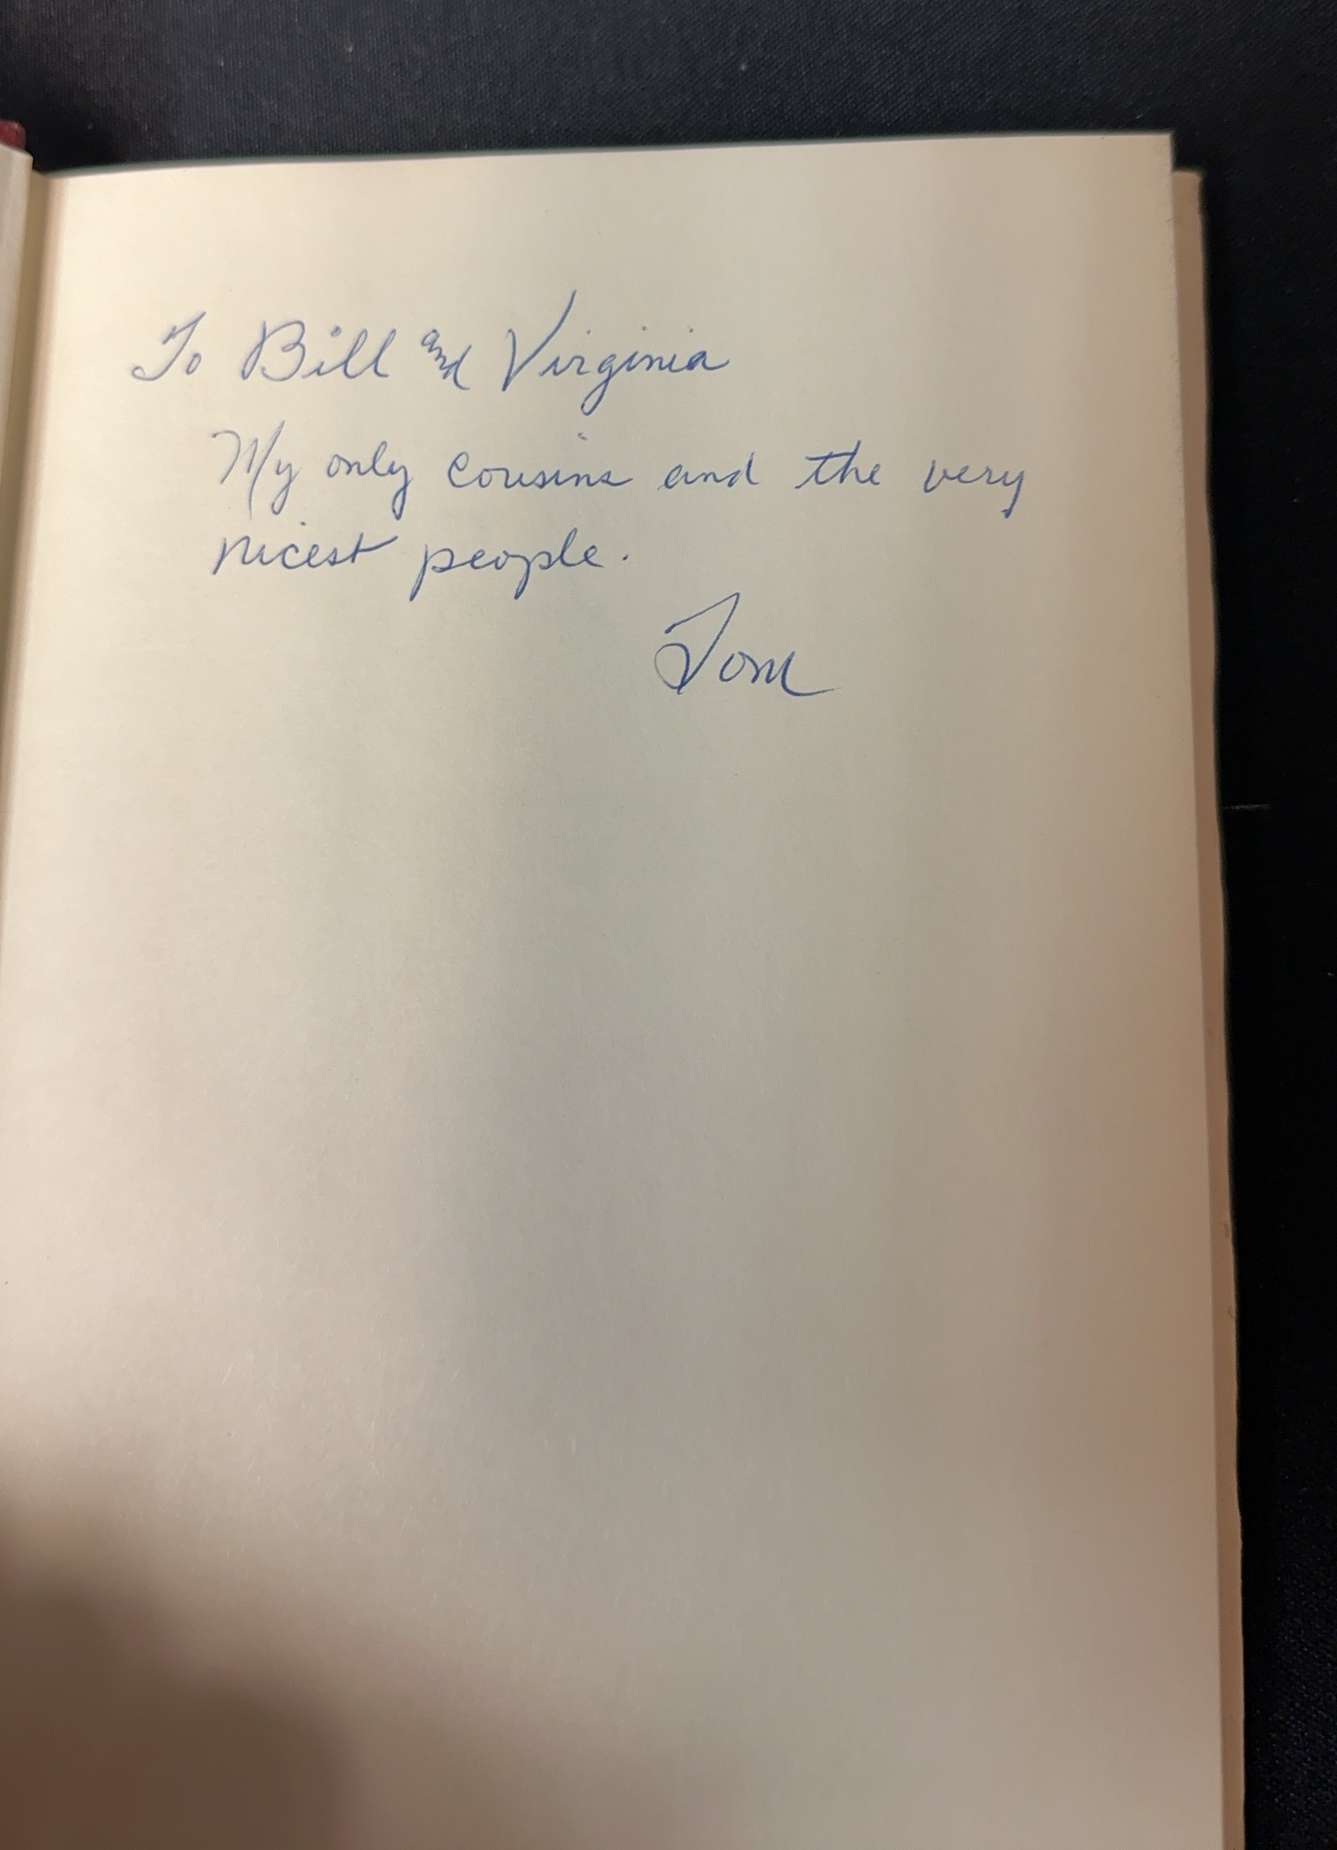 To Bill and Virginia
My only cousins and the very
nicest people.
Tom